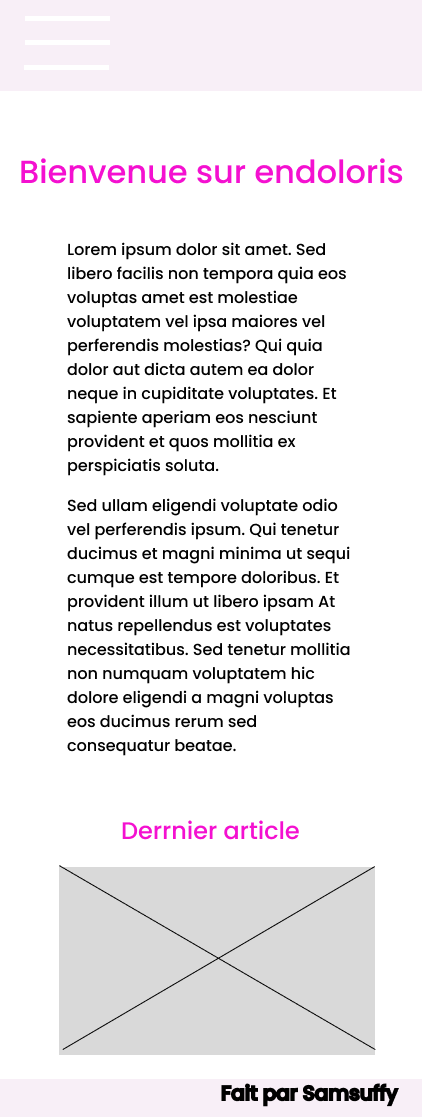 Bienvenue sur endoloris
Lorem ipsum dolor sit amet. Sed
libero facilis non tempora quia eos
voluptas amet est molestiae
voluptatem vel ipsa maiores vel
perferendis molestias? Qui quia
dolor aut dicta autem ea dolor
neque in cupiditate voluptates. Et
sapiente aperiam eos nesciunt
provident et quos mollitia ex
perspiciatis soluta.
Sed ullam eligendi voluptate odio
vel perferendis ipsum. Qui tenetur
ducimus et magni minima ut sequi
cumque est tempore doloribus. Et
provident illum ut libero ipsam At
natus repellendus est voluptates
necessitatibus. Sed tenetur mollitia
non numquam voluptatem hic
dolore eligendi a magni voluptas
eos ducimus rerum sed
consequatur beatae.
Derrnier article
Fait par Samsuffy